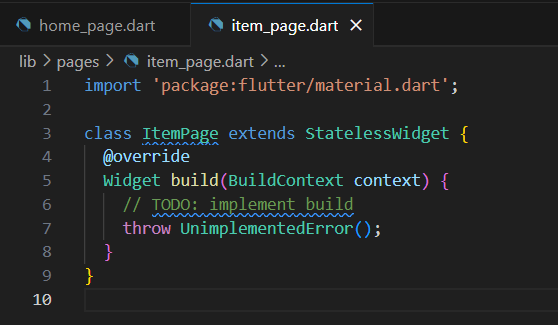 home_page.dart item_page.dart ×
lib > pages > item_page.dart > ...
1 import 'package:flutter/material.dart';
2
3 class ItemPage extends StatelessWidget {
4 @override
5 Widget build(BuildContext context) {
6 // TODO: implement build
7 throw UnimplementedError();
8 }
9 }
10